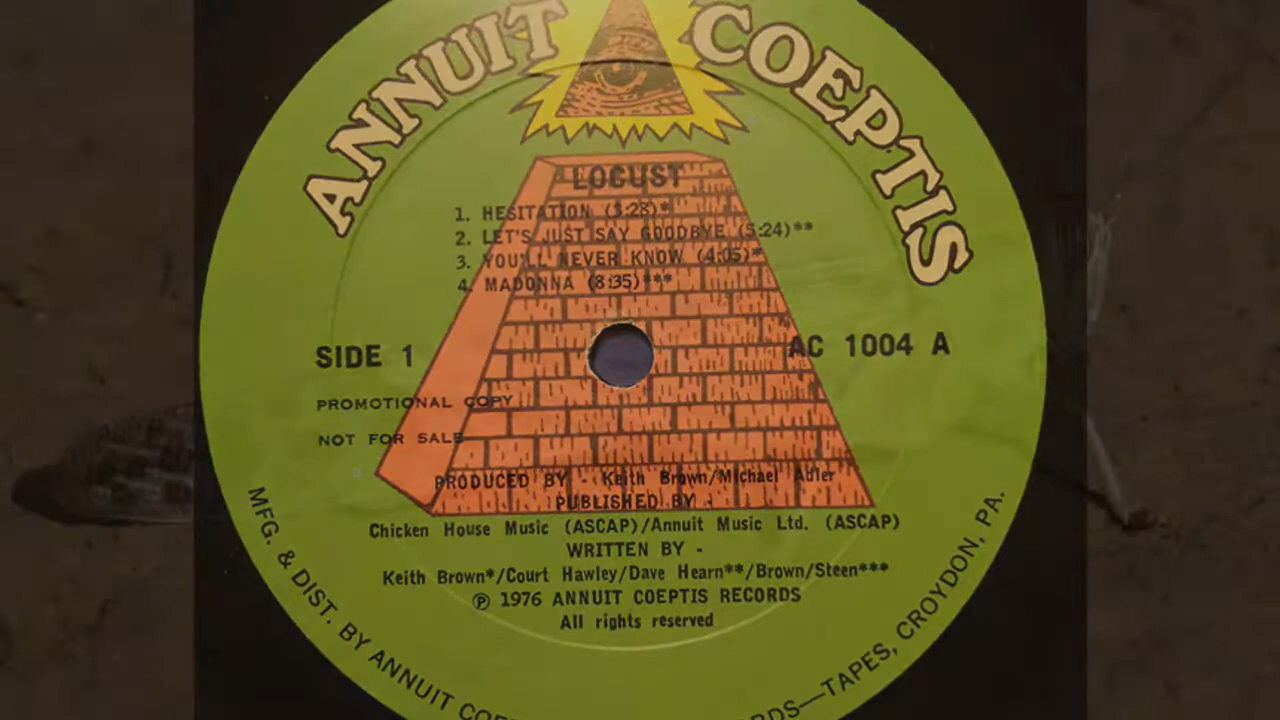 ANNUIT COEPTIS
LOCUST
1. HESITATION (3:28)*
2. LET'S JUST SAY GOODBYE (5:24)**
3. YOU'LL NEVER KNOW (4:05)*
4. MADONNA (8:35)***
SIDE 1
AC 1004 A
PROMOTIONAL COPY
NOT FOR SALE
PRODUCED BY - Keith Brown/Michael Adler
PUBLISHED BY -
Chicken House Music (ASCAP)/Annuit Music Ltd. (ASCAP)
WRITTEN BY -
Keith Brown*/Court Hawley/Dave Hearn**/Brown/Steen***
Ⓟ 1976 ANNUIT COEPTIS RECORDS
All rights reserved
MFG. & DIST. BY ANNUIT TAPES, CROYDON, PA.